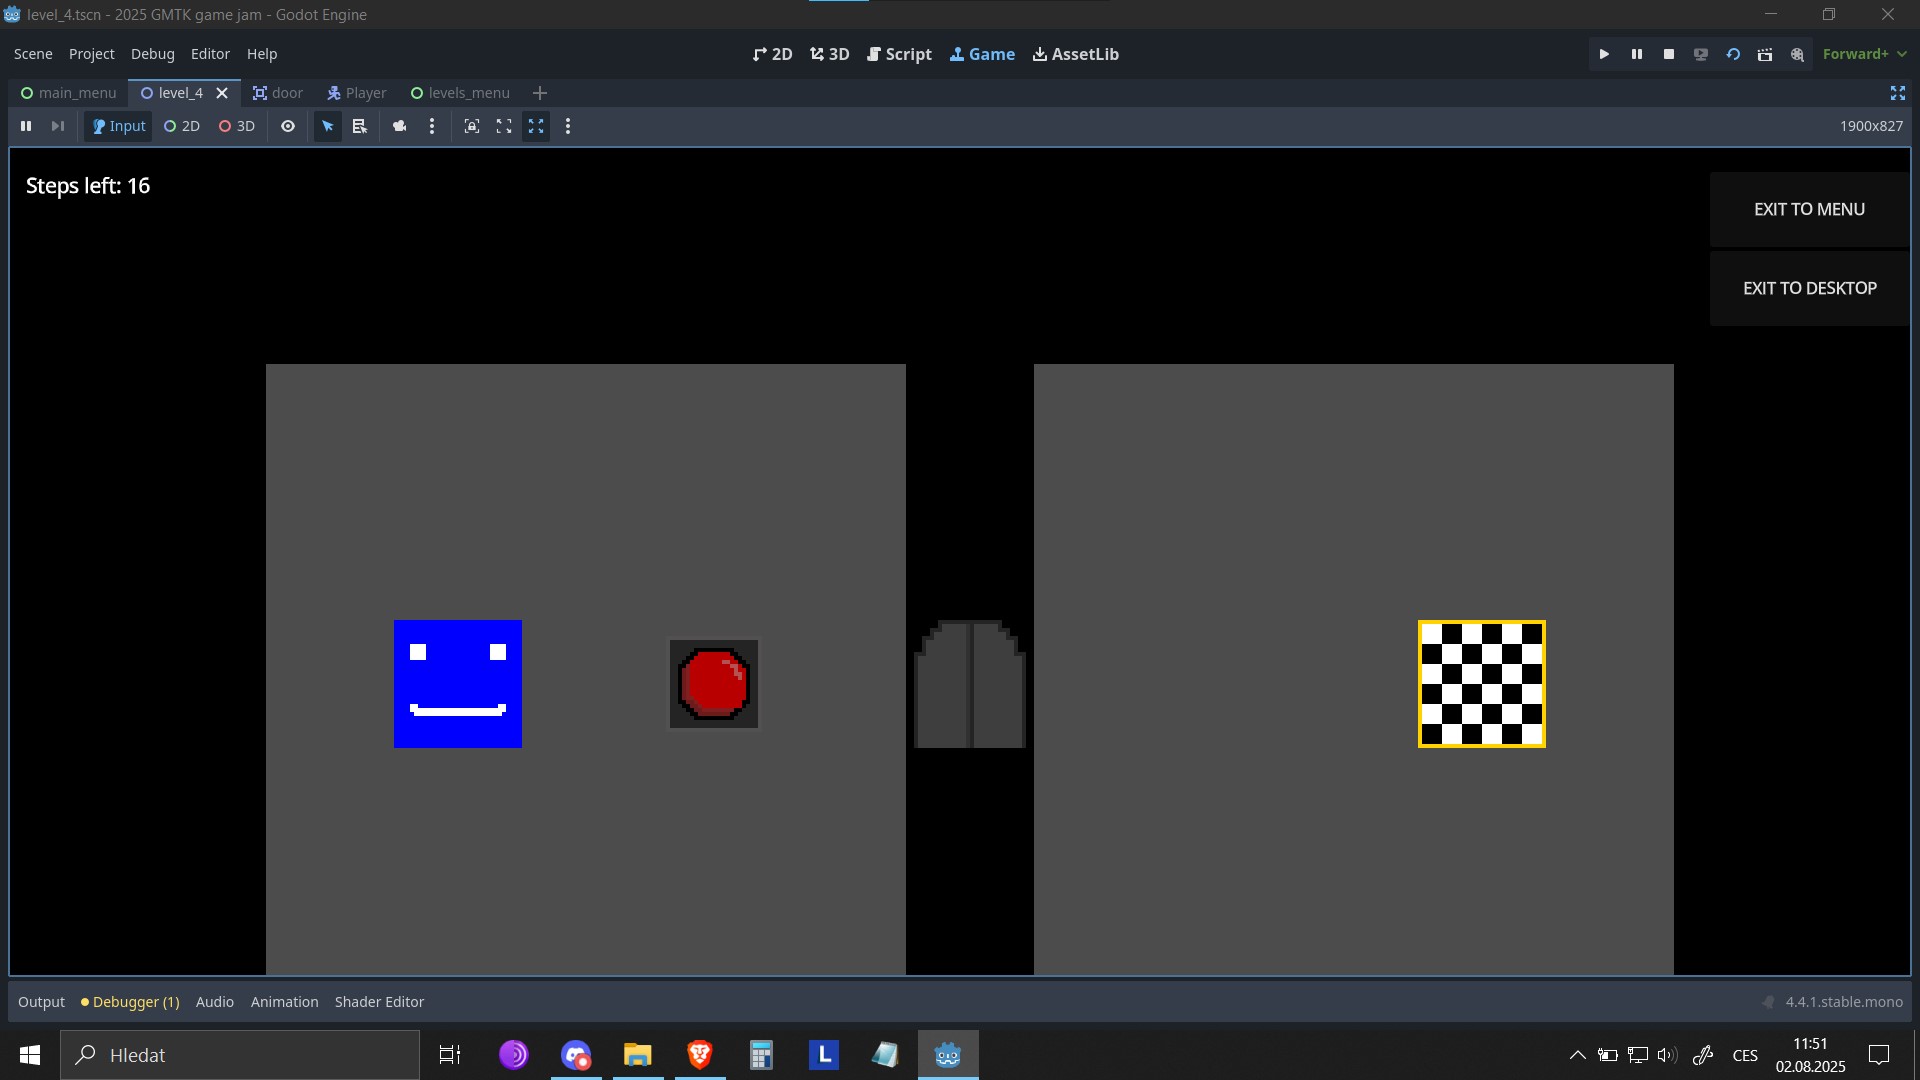 level_4.tscn - 2025 GMTK game jam - Godot Engine
Scene Project Debug Editor Help
2D 3D Script Game AssetLib
Forward+
main_menu level_4 door Player levels_menu
Input 2D 3D
1900x827
Steps left: 16
EXIT TO MENU
EXIT TO DESKTOP
Output Debugger (1) Audio Animation Shader Editor
4.4.1.stable.mono
Hledat
L
CES
11:51
02.08.2025